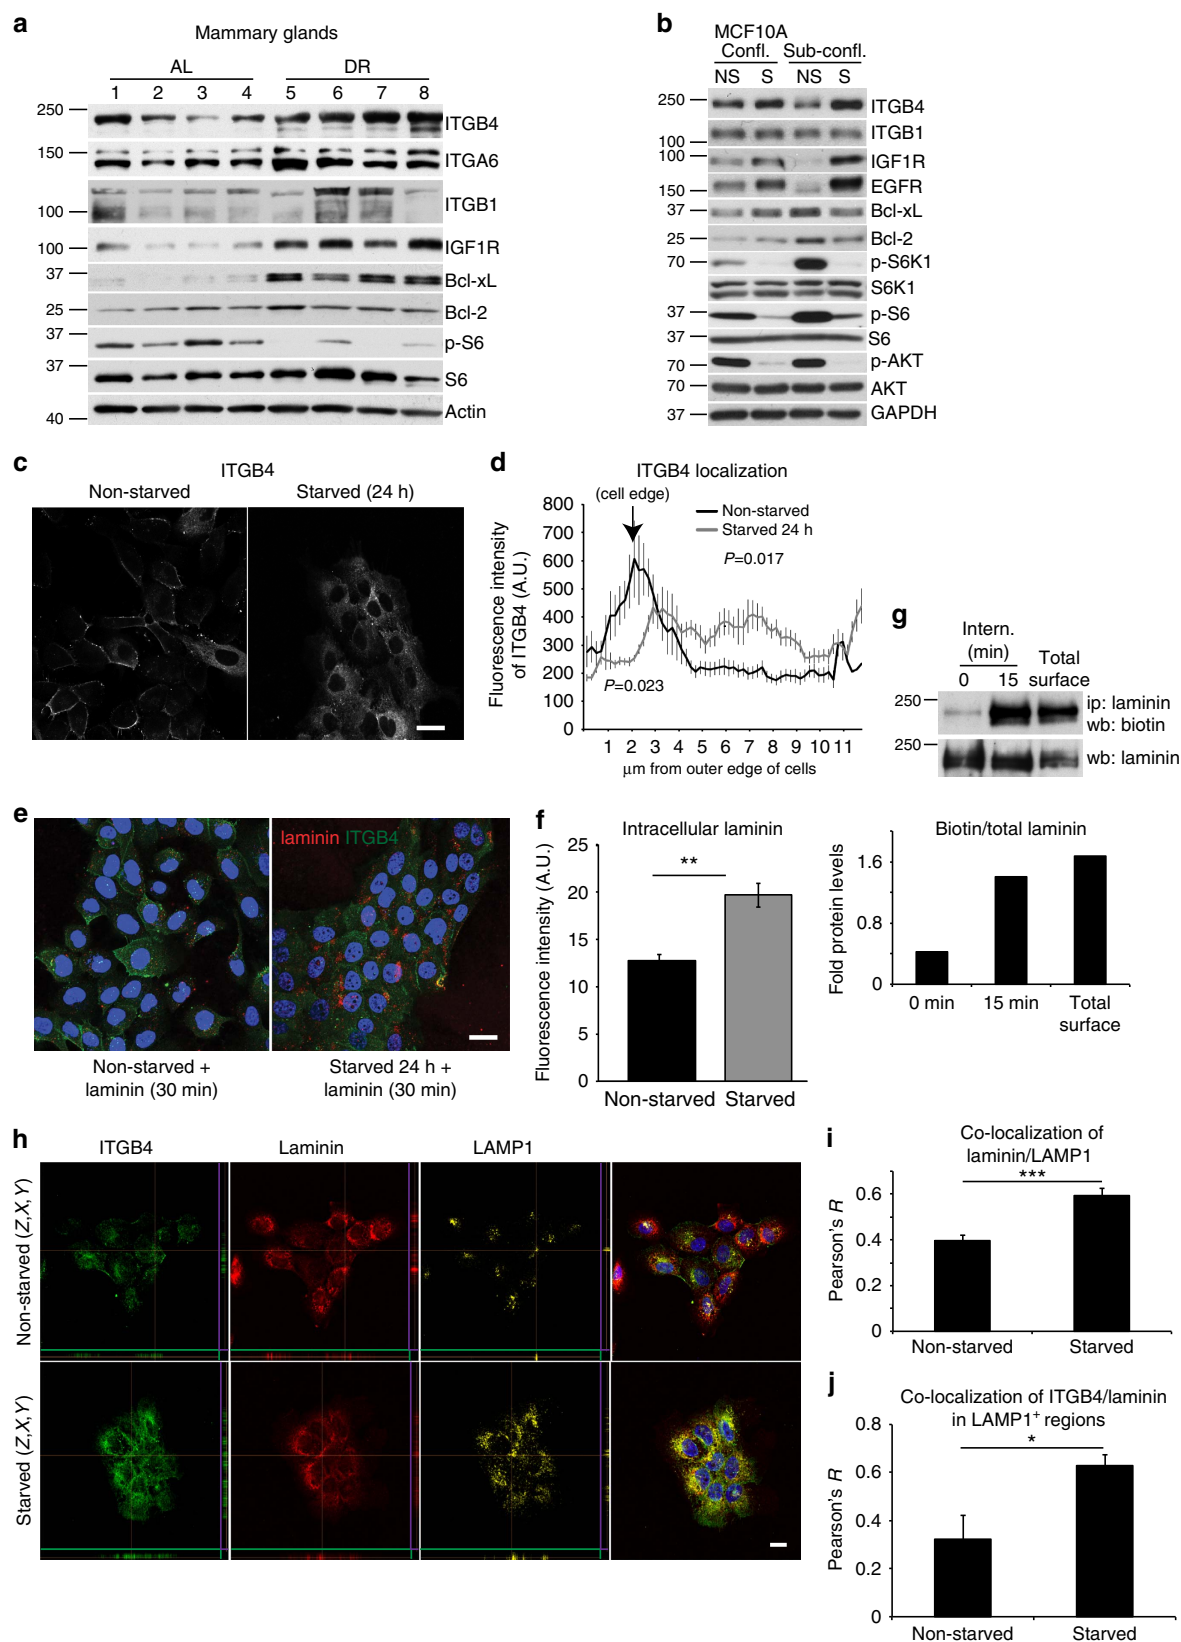 a
Mammary glands
AL DR
1 2 3 4 5 6 7 8
250
ITGB4
150
ITGA6
ITGB1
100
100
IGF1R
37
Bcl-xL
25
Bcl-2
37
p-S6
37
S6
40
Actin
b
MCF10A
Confl. Sub-confl.
NS S NS S
250
ITGB4
ITGB1
100
100
IGF1R
EGFR
150
37
Bcl-xL
25
Bcl-2
70
p-S6K1
S6K1
37
p-S6
37
S6
70
p-AKT
70
AKT
37
GAPDH
c
ITGB4
Non-starved Starved (24 h)
d
ITGB4 localization
(cell edge)
Non-starved
Starved 24 h
P=0.017
P=0.023
Fluorescence intensity
of ITGB4 (A.U.)
800
700
600
500
400
300
200
100
0
1 2 3 4 5 6 7 8 9 10 11
µm from outer edge of cells
g
Intern.
(min)
Total
surface
0 15
250
ip: laminin
wb: biotin
250
wb: laminin
Biotin/total laminin
Fold protein levels
1.6
0.8
0
0 min 15 min Total
surface
e
laminin ITGB4
Non-starved +
laminin (30 min)
Starved 24 h +
laminin (30 min)
f
Intracellular laminin
Fluorescence intensity (A.U.)
25
20
15
10
5
0
**
Non-starved Starved
h
ITGB4 Laminin LAMP1
Non-starved (Z,X,Y)
Starved (Z,X,Y)
i
Co-localization of
laminin/LAMP1
***
Pearson's R
0.6
0.4
0.2
0
Non-starved Starved
j
Co-localization of ITGB4/laminin
in LAMP1+ regions
*
Pearson's R
0.8
0.6
0.4
0.2
0
Non-starved Starved